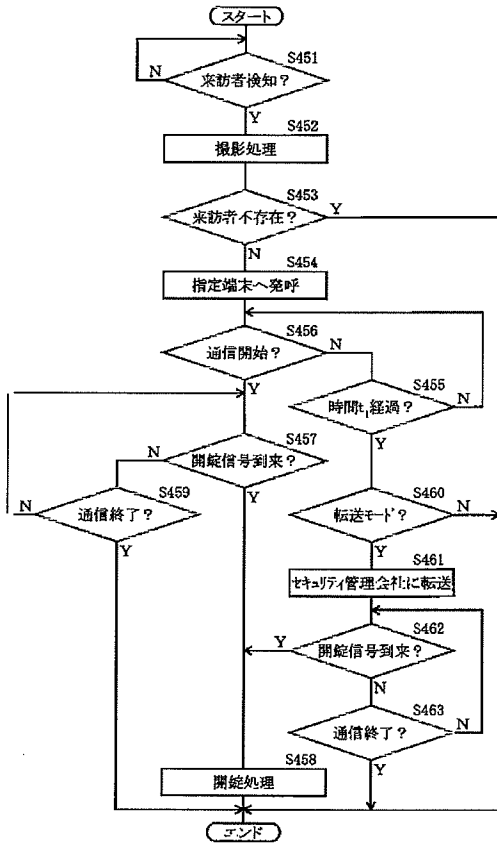 スタート
S451
来訪者検知？
N
Y
S452
撮影処理
S453
来訪者不存在？
Y
N
S454
指定端末へ発呼
S456
通信開始？
N
Y
S455
時間t₁経過？
N
Y
S457
開錠信号到来？
N
Y
S459
通信終了？
N
Y
S460
転送モード？
N
Y
S461
セキュリティ管理会社に転送
S462
開錠信号到来？
Y
N
S463
通信終了？
N
Y
S458
開錠処理
エンド